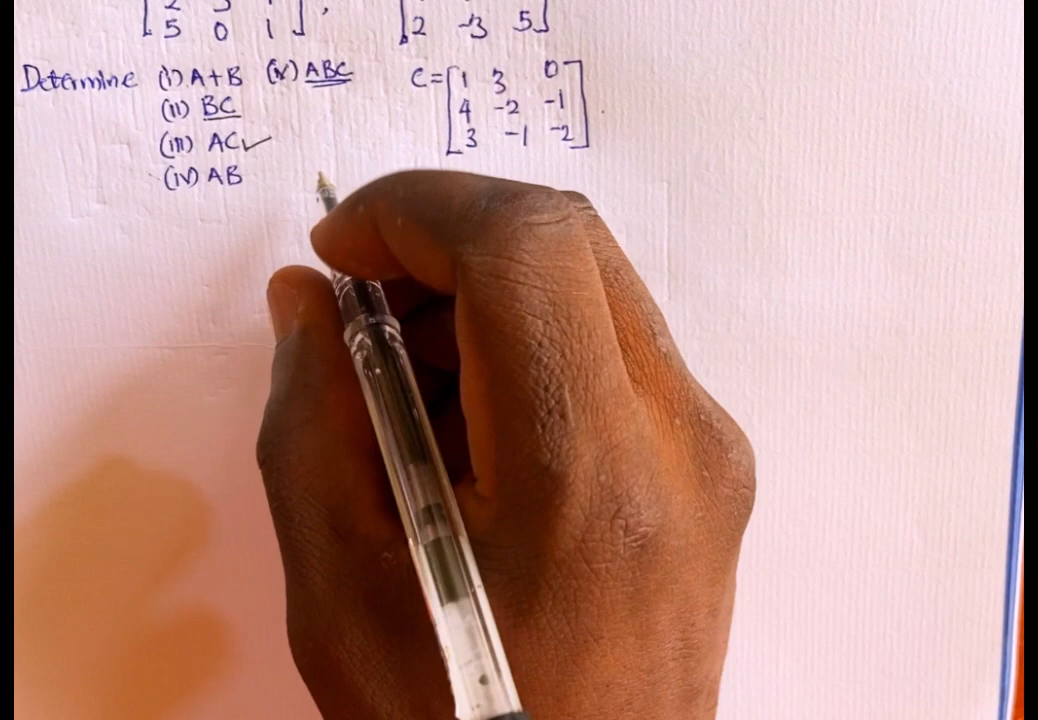 5 0 1 ] , [ 2 -3 5 ]
Determine (i) A+B (v) ABC C = [ 1 3 0
(ii) BC 4 -2 -1
(iii) AC ✓ 3 -1 -2 ] .
(iv) AB